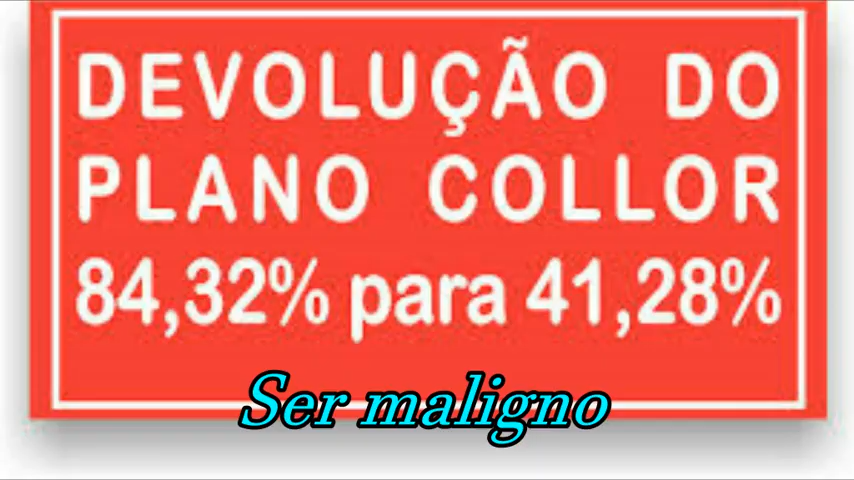 DEVOLUÇÃO DO
PLANO COLLOR
84,32% para 41,28%
Ser maligno